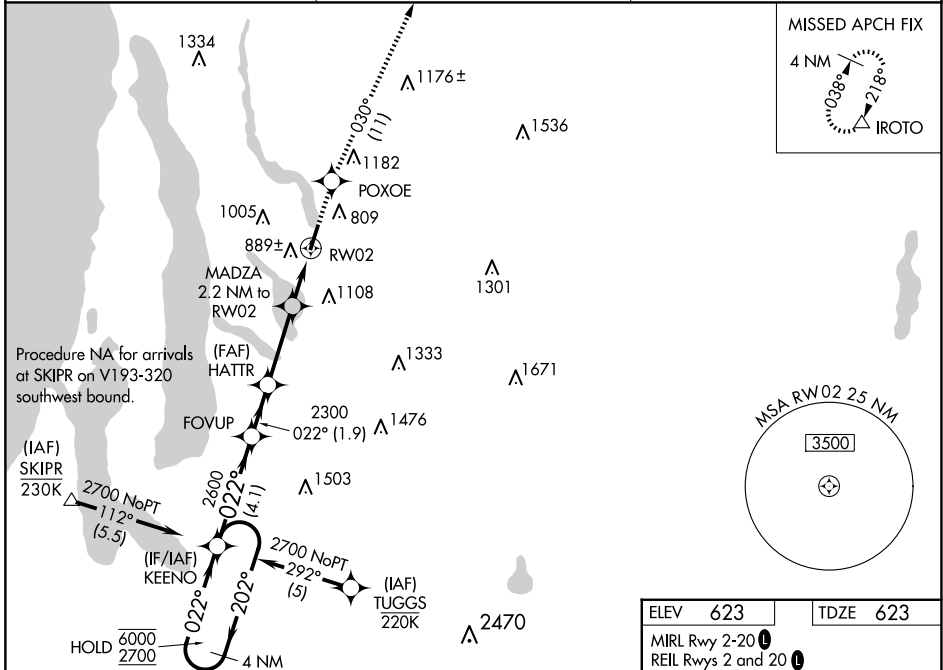 MISSED APCH FIX
4 NM
038°
218°
IROTO
1334
1176±
030°
(11)
1536
1182
POXOE
1005
809
889±
RW02
MADZA
2.2 NM to
RW02
1108
1301
Procedure NA for arrivals
at SKIPR on V193-320
southwest bound.
(FAF)
HATTR
1333
1671
FOVUP
2300
022° (1.9)
1476
MSA RW02 25 NM
3500
(IAF)
SKIPR
230K
2700 NoPT
112°
(5.5)
2600
022°
(4.1)
1503
(IF/IAF)
KEENO
2700 NoPT
292°
(5)
(IAF)
TUGGS
220K
022°
202°
HOLD
6000
2700
4 NM
2470
ELEV 623
TDZE 623
MIRL Rwy 2-20 L
REIL Rwys 2 and 20 L